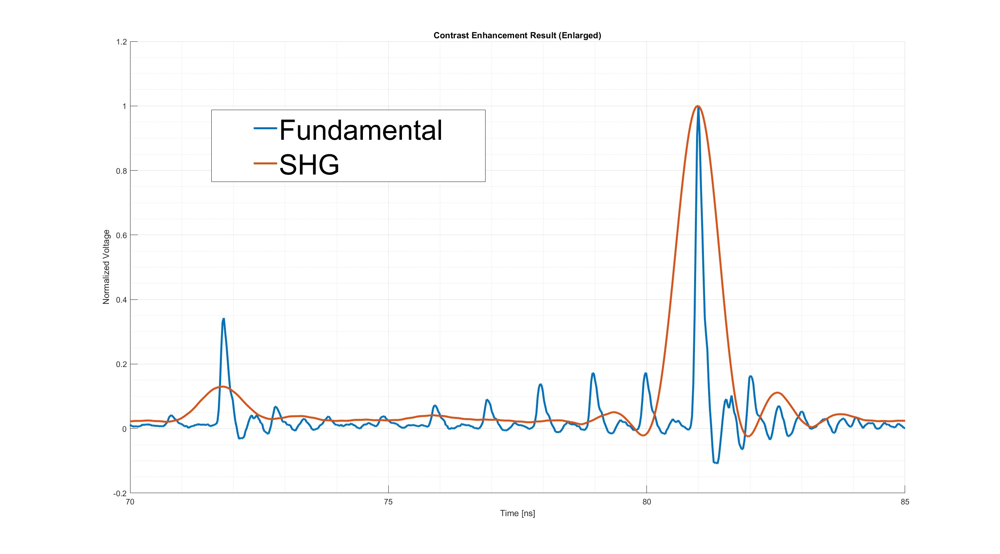 Contrast Enhancement Result (Enlarged)
1.2
1
0.8
0.6
0.4
0.2
0
-0.2
Normalized Voltage
Fundamental
SHG
70
75
80
85
Time [ns]